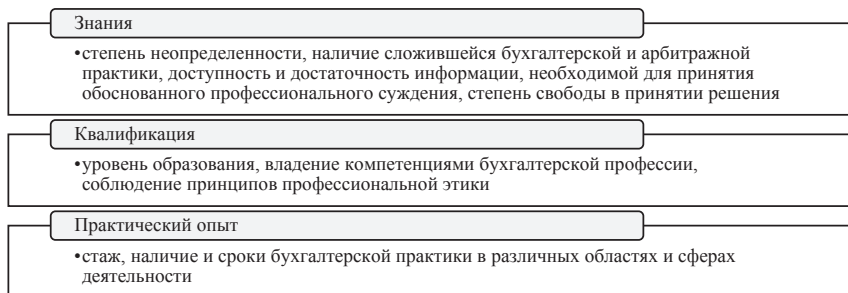 Знания
•степень неопределенности, наличие сложившейся бухгалтерской и арбитражной
практики, доступность и достаточность информации, необходимой для принятия
обоснованного профессионального суждения, степень свободы в принятии решения
Квалификация
•уровень образования, владение компетенциями бухгалтерской профессии,
соблюдение принципов профессиональной этики
Практический опыт
•стаж, наличие и сроки бухгалтерской практики в различных областях и сферах
деятельности